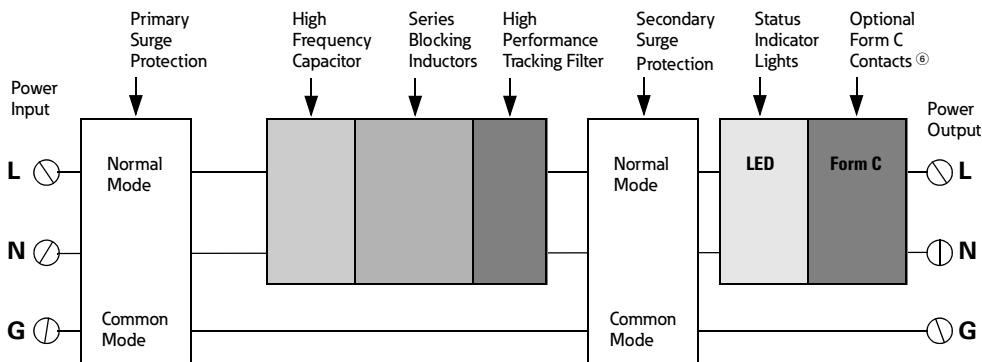 Primary
Surge
Protection
High
Frequency
Capacitor
Series
Blocking
Inductors
High
Performance
Tracking Filter
Secondary
Surge
Protection
Status
Indicator
Lights
Optional
Form C
Contacts ⑥
Power
Input
Power
Output
L
Normal
Mode
Normal
Mode
LED
Form C
L
N
N
G
Common
Mode
Common
Mode
G